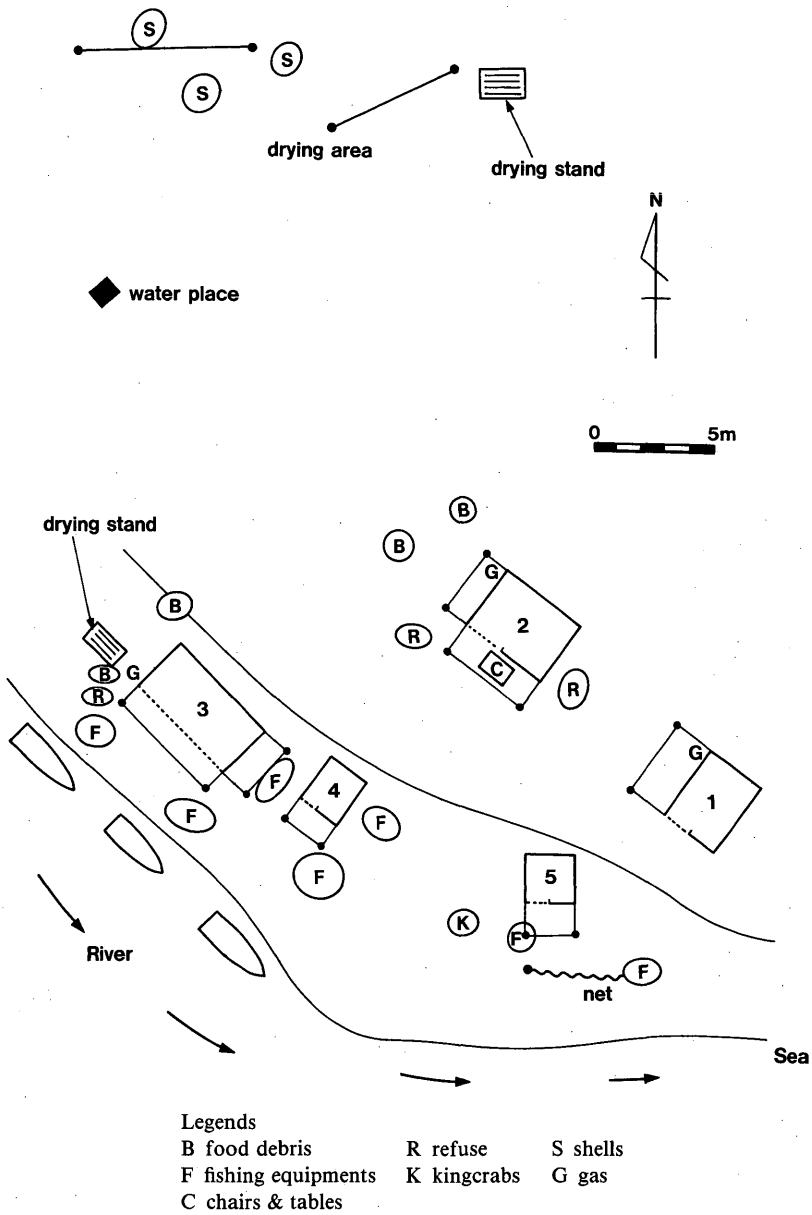 S
S
S
drying area
drying stand
N
water place
0 5m
drying stand
B
B
G
B
2
R
C
R
B G
R
3
F
G
1
F
4
F
F
F
5
K
F
F
net
River
Sea
Legends
B food debris R refuse S shells
F fishing equipments K kingcrabs G gas
C chairs & tables